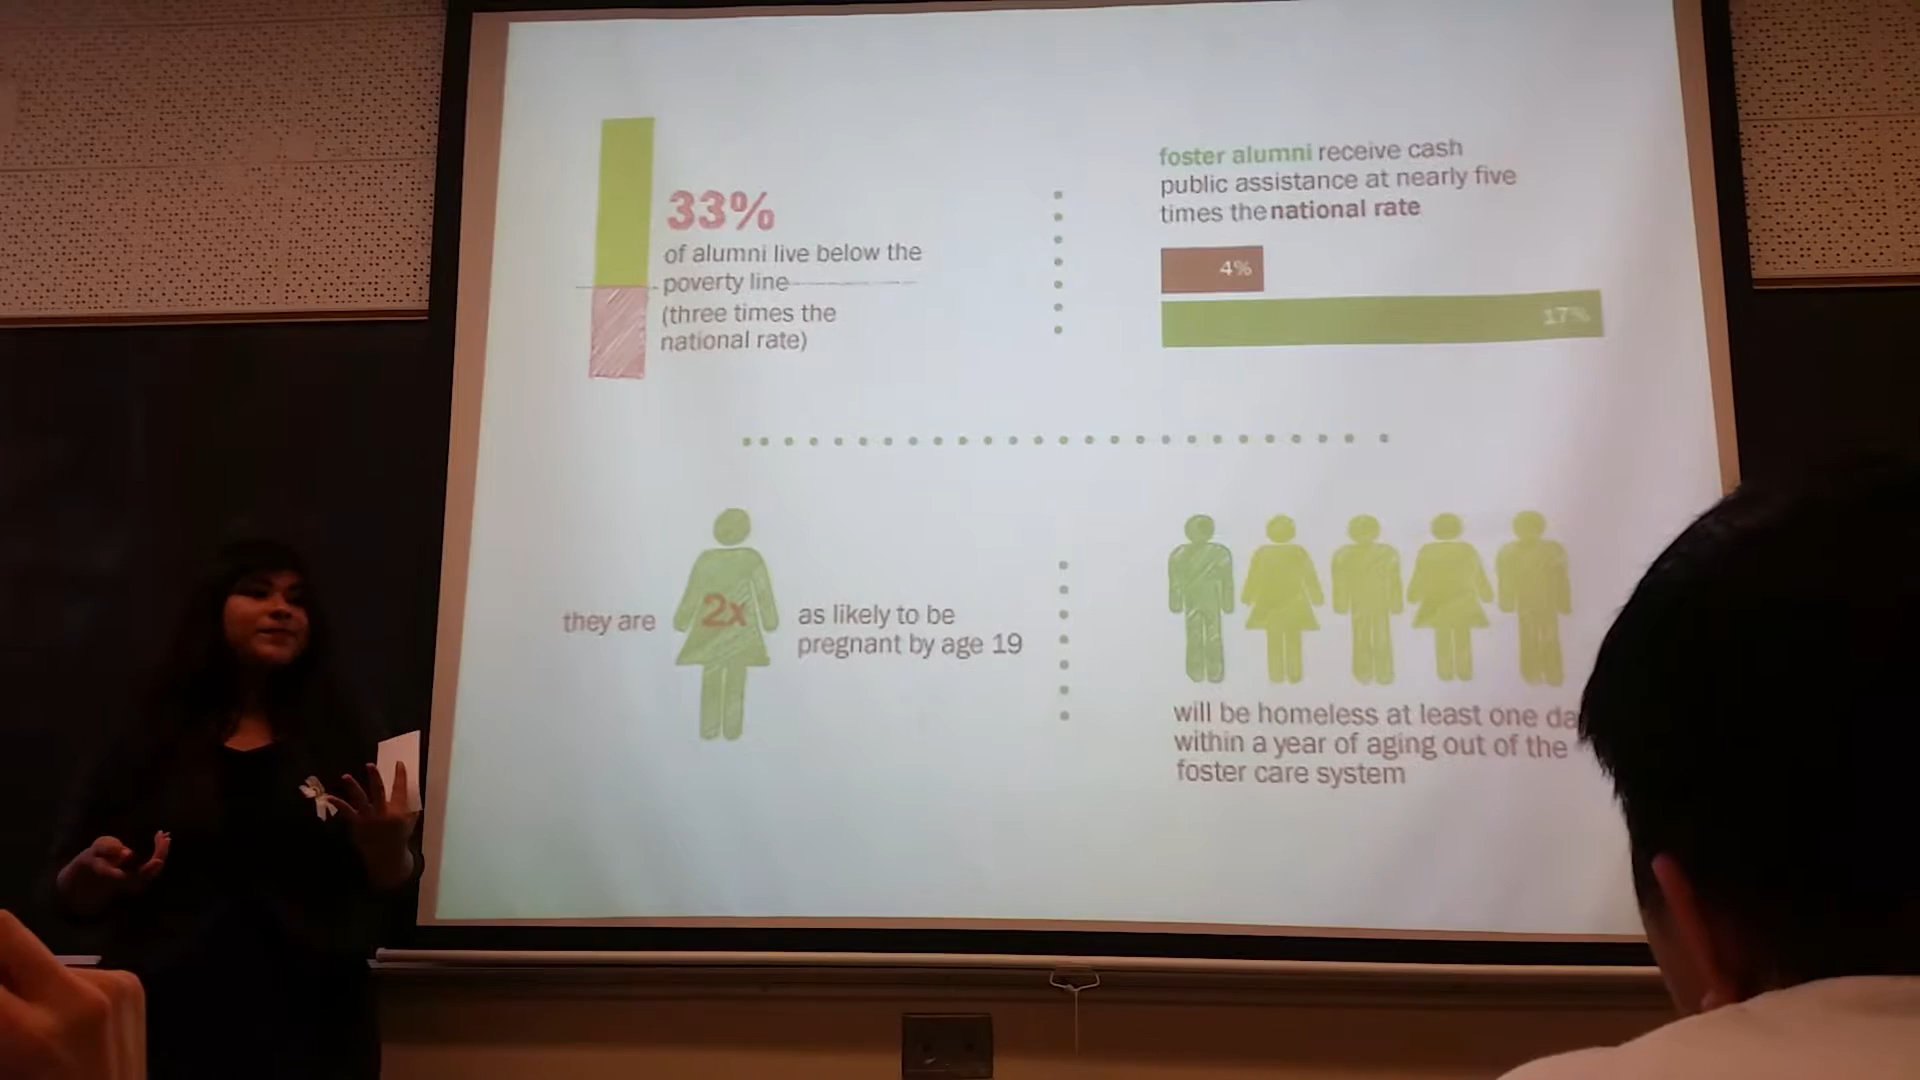 33%
of alumni live below the
poverty line
(three times the
national rate)
foster alumni receive cash
public assistance at nearly five
times the national rate
4%
17%
they are
2x
as likely to be
pregnant by age 19
will be homeless at least one
within a year of aging out of the
foster care system